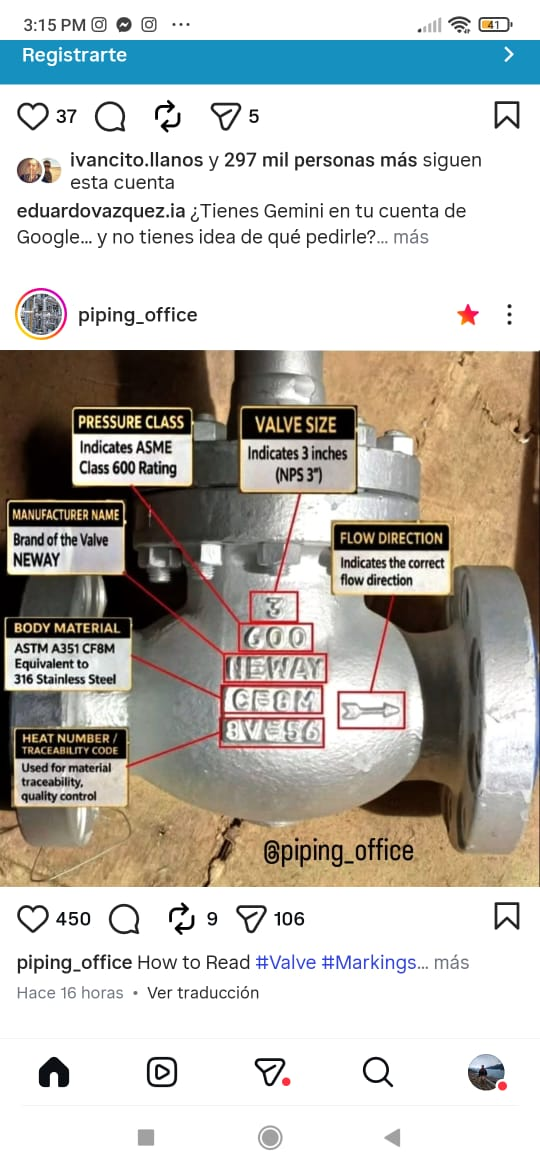 3:15 PM
41
Registrarte
37
5
ivancito.llanos y 297 mil personas más siguen
esta cuenta
eduardovazquez.ia ¿Tienes Gemini en tu cuenta de
Google... y no tienes idea de qué pedirle?... más
piping_office
PRESSURE CLASS
Indicates ASME
Class 600 Rating
VALVE SIZE
Indicates 3 inches
(NPS 3")
MANUFACTURER NAME
Brand of the Valve
NEWAY
FLOW DIRECTION
Indicates the correct
flow direction
BODY MATERIAL
ASTM A351 CF8M
Equivalent to
316 Stainless Steel
HEAT NUMBER /
TRACEABILITY CODE
Used for material
traceability,
quality control
3
600
NEWAY
CF8M
@piping_office
450
9
106
piping_office How to Read #Valve #Markings... más
Hace 16 horas • Ver traducción